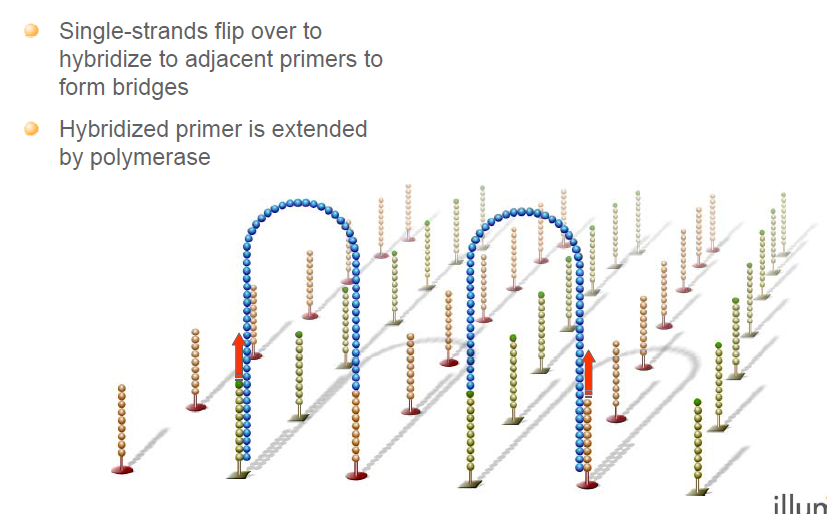 Single-strands flip over to
hybridize to adjacent primers to
form bridges
Hybridized primer is extended
by polymerase